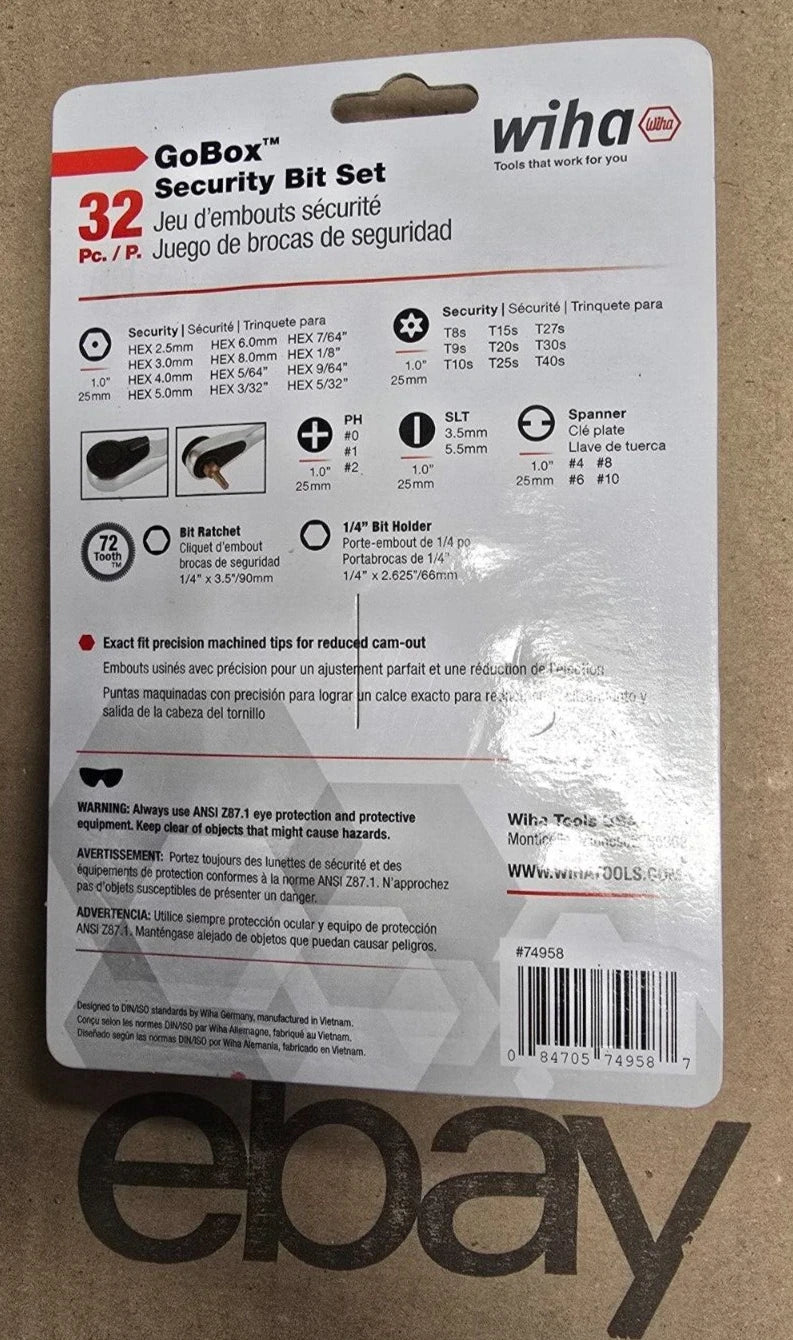 GoBox™
Security Bit Set
32
Pc. / P.
Jeu d'embouts sécurité
Juego de brocas de seguridad
wiha
Wiha
Tools that work for you
Security | Sécurité | Trinquete para
HEX 2.5mm HEX 6.0mm HEX 7/64"
HEX 3.0mm HEX 8.0mm HEX 1/8"
HEX 4.0mm HEX 5/64" HEX 9/64"
HEX 5.0mm HEX 3/32" HEX 5/32"
1.0"
25mm
Security | Sécurité | Trinquete para
T8s T15s T27s
T9s T20s T30s
T10s T25s T40s
1.0"
25mm
PH
#0
#1
#2
1.0"
25mm
SLT
3.5mm
5.5mm
1.0"
25mm
Spanner
Clé plate
Llave de tuerca
#4 #8
#6 #10
1.0"
25mm
72
Tooth
TM
Bit Ratchet
Cliquet d'embout
brocas de seguridad
1/4" x 3.5"/90mm
1/4" Bit Holder
Porte-embout de 1/4 po
Portabrocas de 1/4"
1/4" x 2.625"/66mm
Exact fit precision machined tips for reduced cam-out
Embouts usinés avec précision pour un ajustement parfait et une réduction de
Puntas maquinadas con precisión para lograr un calce exacto para
salida de la cabeza del tornillo
WARNING: Always use ANSI Z87.1 eye protection and protective
equipment. Keep clear of objects that might cause hazards.
AVERTISSEMENT: Portez toujours des lunettes de sécurité et des
équipements de protection conformes à la norme ANSI Z87.1. N'approchez
pas d'objets susceptibles de présenter un danger.
ADVERTENCIA: Utilice siempre protección ocular y equipo de protección
ANSI Z87.1. Manténgase alejado de objetos que puedan causar peligros.
Wiha Tools
WWW.WIHATOOLS.COM
Designed to DIN/ISO standards by Wiha Germany, manufactured in Vietnam.
Conçu selon les normes DIN/ISO par Wiha Allemagne, fabriqué au Vietnam.
Diseñado según las normas DIN/ISO por Wiha Alemania, fabricado en Vietnam.
#74958
0 84705 74958 7
ebay